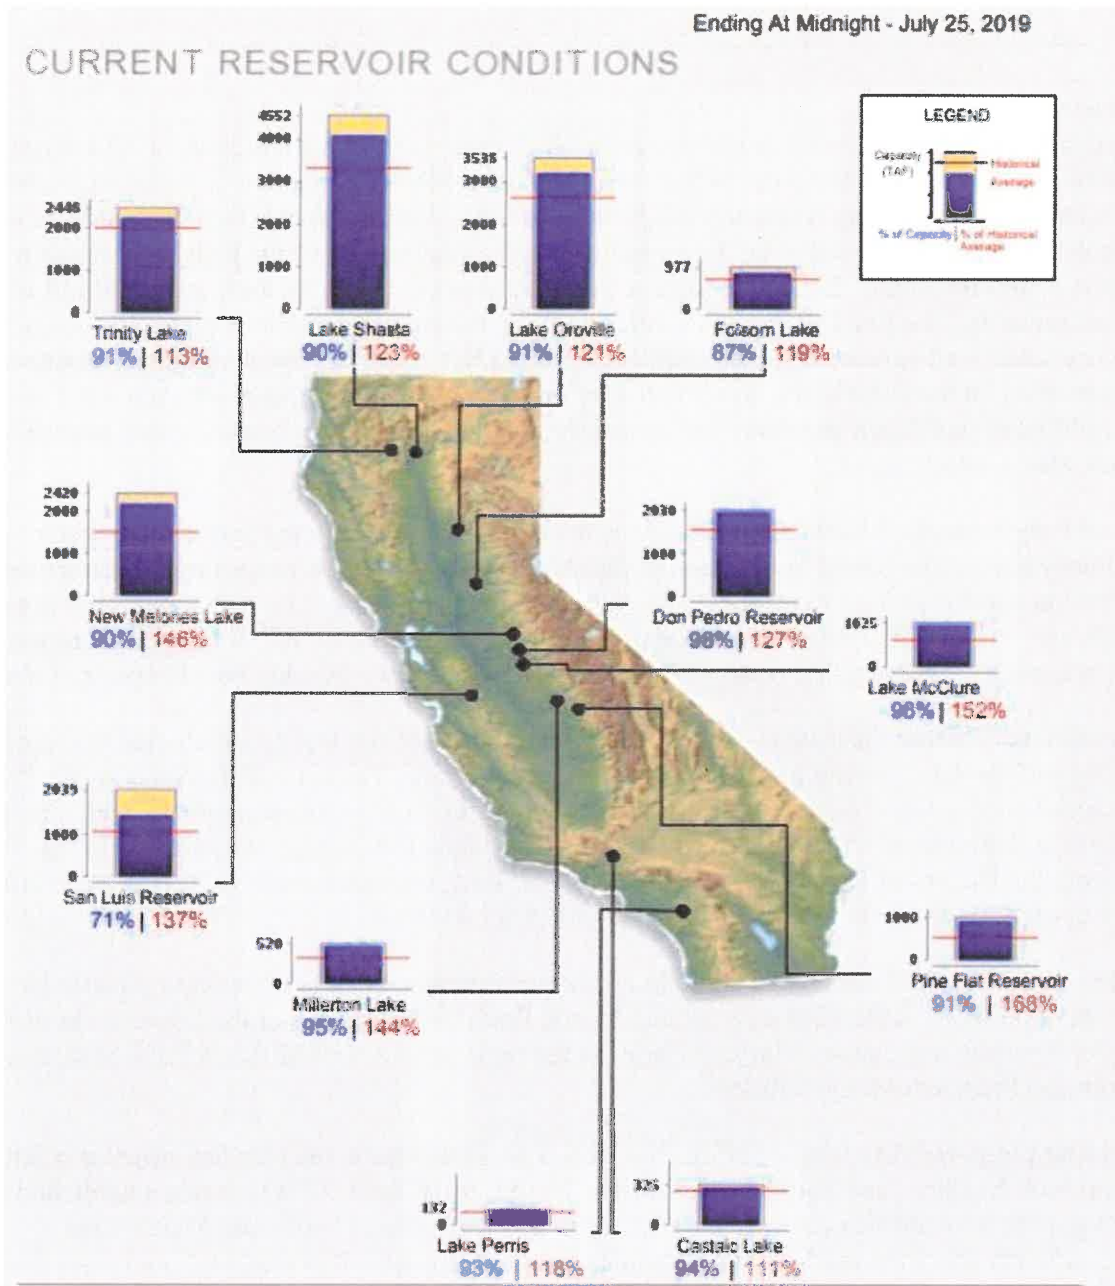 Ending At Midnight - July 25, 2019
CURRENT RESERVOIR CONDITIONS
LEGEND
Capacity
(TAF)
Historical
Average
% of Capacity | % of Historical
Average
2448
2000
1000
0
Trinity Lake
91% | 113%
4552
4000
3000
2000
1000
0
Lake Shasta
90% | 123%
3538
3000
2000
1000
0
Lake Oroville
91% | 121%
977
0
Folsom Lake
87% | 119%
2420
2000
1000
0
New Melones Lake
90% | 146%
2030
1000
0
Don Pedro Reservoir
98% | 127%
1025
0
Lake McClure
98% | 152%
2039
1000
0
San Luis Reservoir
71% | 137%
520
0
Millerton Lake
95% | 144%
1000
0
Pine Flat Reservoir
91% | 168%
132
0
Lake Perris
93% | 118%
325
0
Castaic Lake
94% | 111%